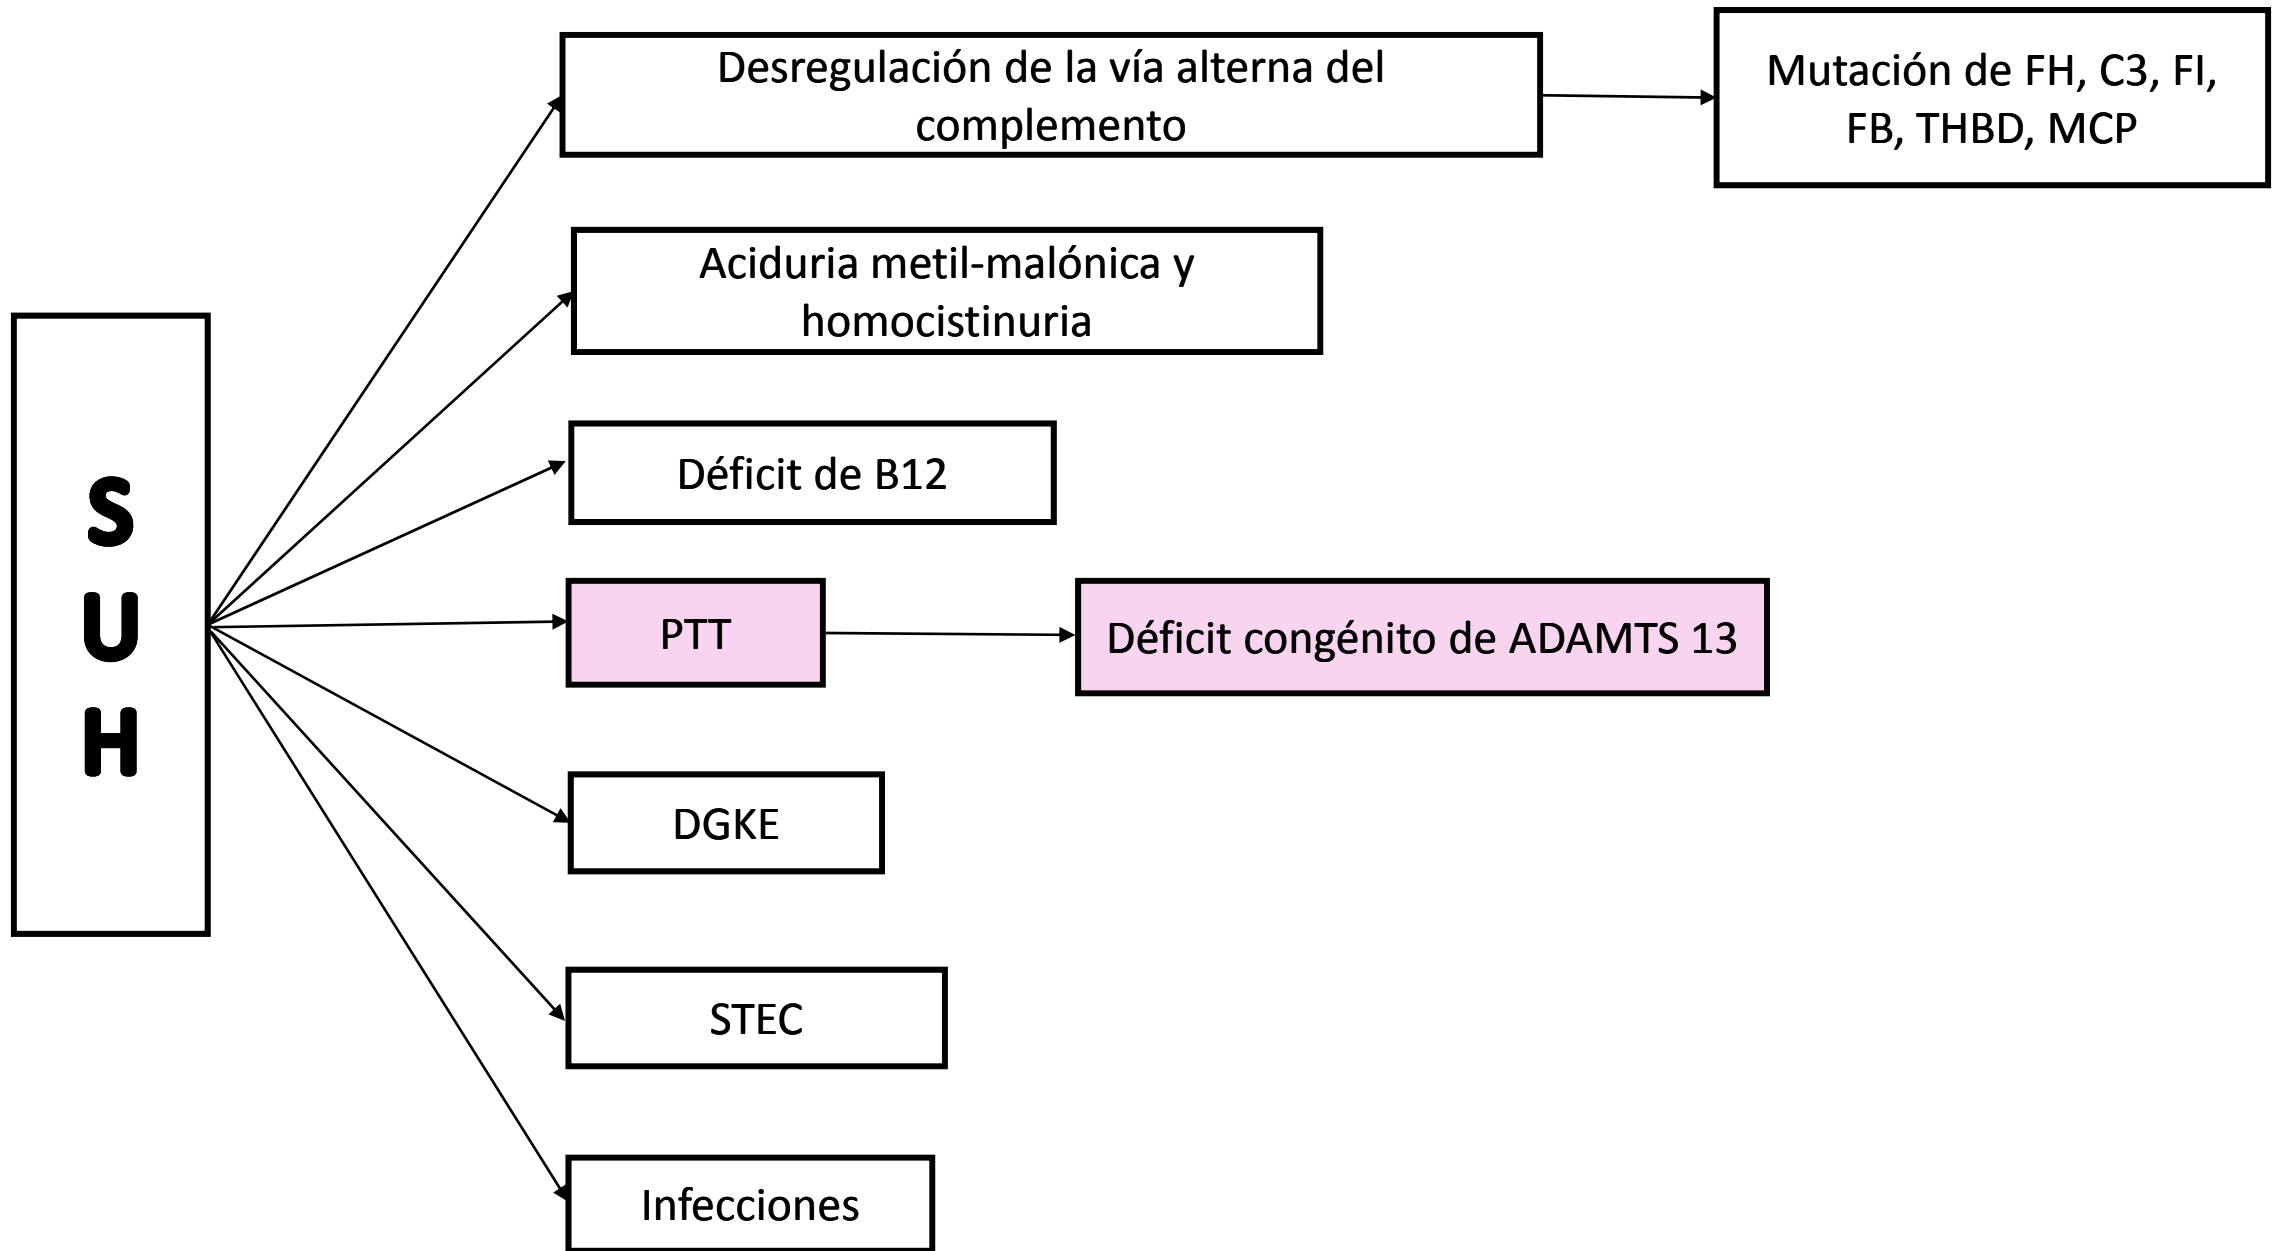 S
U
H
Desregulación de la vía alterna del
complemento
Mutación de FH, C3, FI,
FB, THBD, MCP
Aciduria metil-malónica y
homocistinuria
Déficit de B12
PTT
Déficit congénito de ADAMTS 13
DGKE
STEC
Infecciones